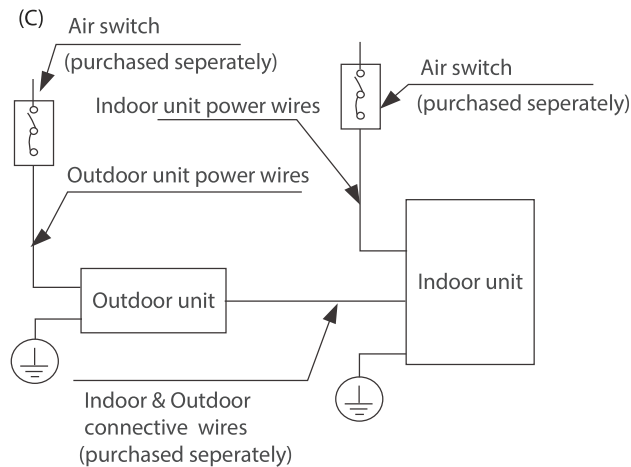 (C)
Air switch
(purchased seperately)
Air switch
(purchased seperately)
Indoor unit power wires
Outdoor unit power wires
Outdoor unit
Indoor unit
Indoor & Outdoor
connective wires
(purchased seperately)